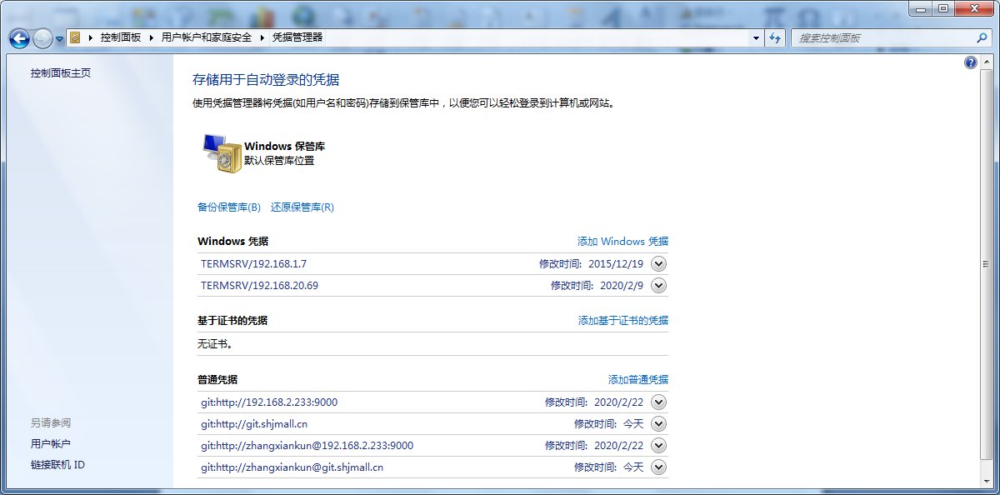 控制面板 ▸ 用户帐户和家庭安全 ▸ 凭据管理器
搜索控制面板
控制面板主页
存储用于自动登录的凭据
使用凭据管理器将凭据(如用户名和密码)存储到保管库中，以便您可以轻松登录到计算机或网站。
Windows 保管库
默认保管库位置
备份保管库(B) 还原保管库(R)
Windows 凭据 添加 Windows 凭据
TERMSRV/192.168.1.7 修改时间: 2015/12/19
TERMSRV/192.168.20.69 修改时间: 2020/2/9
基于证书的凭据 添加基于证书的凭据
无证书。
普通凭据 添加普通凭据
git:http://192.168.2.233:9000 修改时间: 2020/2/22
git:http://git.shjmall.cn 修改时间: 今天
git:http://zhangxiankun@192.168.2.233:9000 修改时间: 2020/2/22
git:http://zhangxiankun@git.shjmall.cn 修改时间: 今天
另请参阅
用户帐户
链接联机 ID